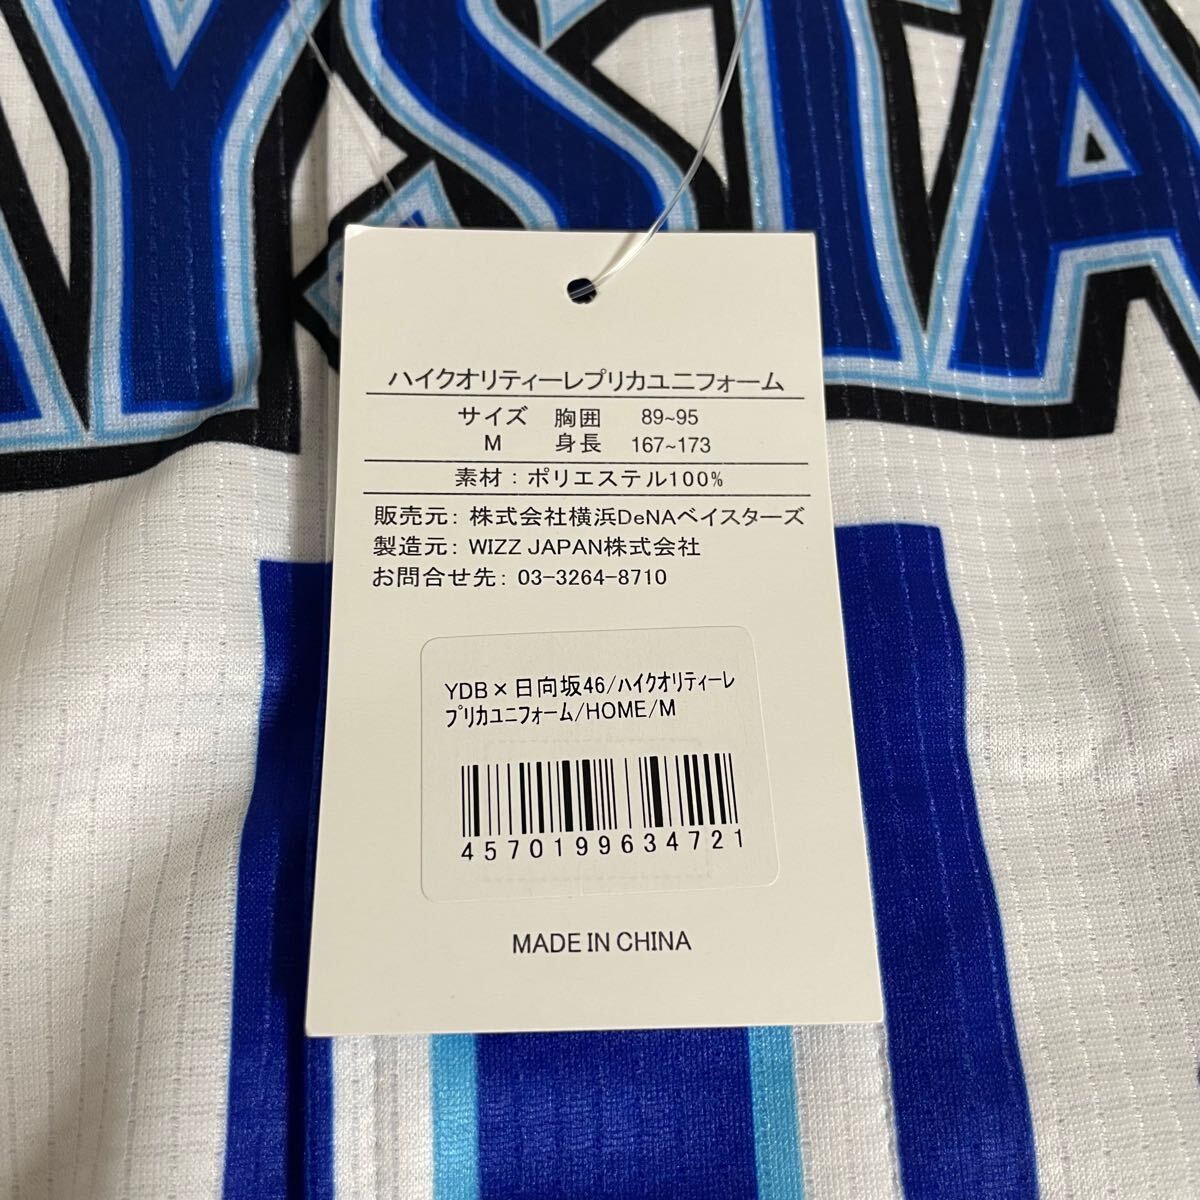 AYSTA
ハイクオリティーレプリカユニフォーム
サイズ 胸囲 89~95
M 身長 167~173
素材：ポリエステル100%
販売元： 株式会社横浜DeNAベイスターズ
製造元： WIZZ JAPAN株式会社
お問合せ先： 03-3264-8710
YDB×日向坂46/ﾊｲｸｵﾘﾃｨｰﾚ
ﾌﾟﾘｶﾕﾆﾌｫｰﾑ/HOME/M
4570199634721
MADE IN CHINA